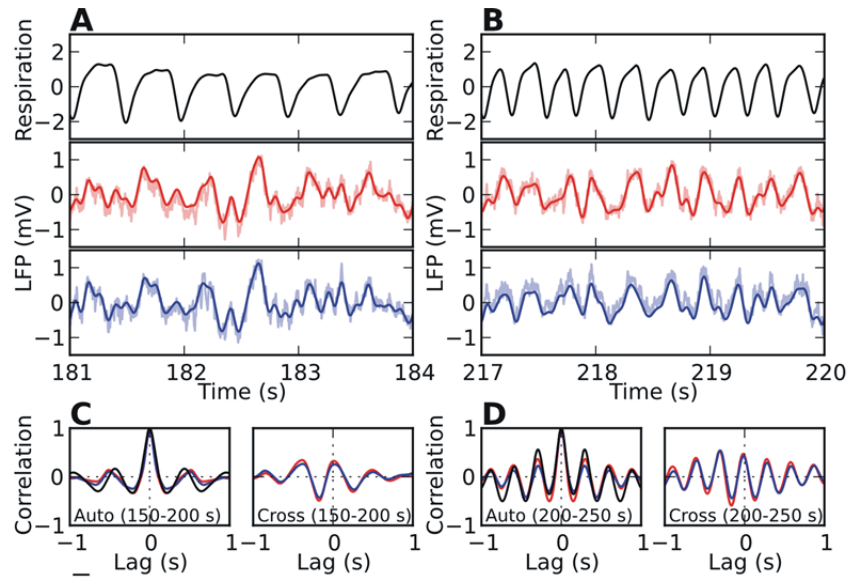 A
B
Respiration
2
0
−2
Respiration
2
0
−2
LFP (mV)
1
0
−1
1
0
−1
LFP (mV)
1
0
−1
1
0
−1
181 182 183 184
Time (s)
217 218 219 220
Time (s)
C
D
Correlation
1
0
−1
Auto (150-200 s)
Cross (150-200 s)
Correlation
1
0
−1
Auto (200-250 s)
Cross (200-250 s)
−1 0 1
Lag (s)
−1 0 1
Lag (s)
−1 0 1
Lag (s)
−1 0 1
Lag (s)